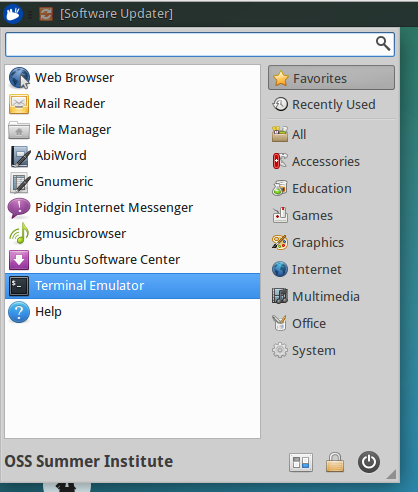 [Software Updater]
Web Browser
Mail Reader
File Manager
AbiWord
Gnumeric
Pidgin Internet Messenger
gmusicbrowser
Ubuntu Software Center
Terminal Emulator
Help
Favorites
Recently Used
All
Accessories
Education
Games
Graphics
Internet
Multimedia
Office
System
OSS Summer Institute